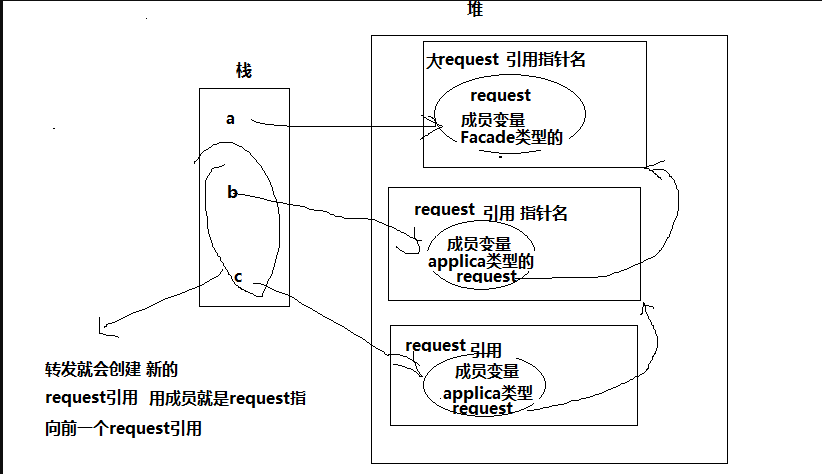 堆
栈
大request 引用指针名
request
成员变量
Facade类型的
a
b
c
request 引用 指针名
成员变量
applica类型的
request
request 引用
成员变量
applica类型
request
转发就会创建 新的
request引用 用成员就是request指
向前一个request引用